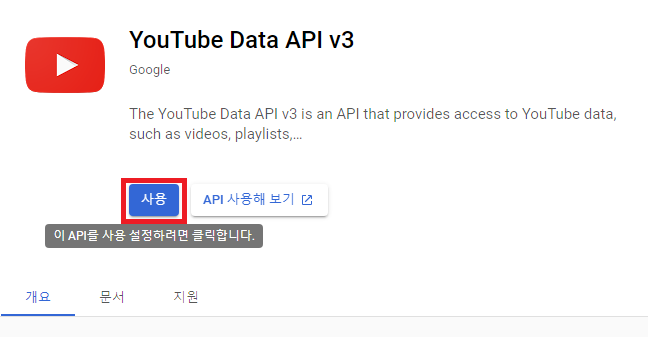 YouTube Data API v3
Google
The YouTube Data API v3 is an API that provides access to YouTube data,
such as videos, playlists,...
사용
API 사용해 보기
이 API를 사용 설정하려면 클릭합니다.
개요
문서
지원